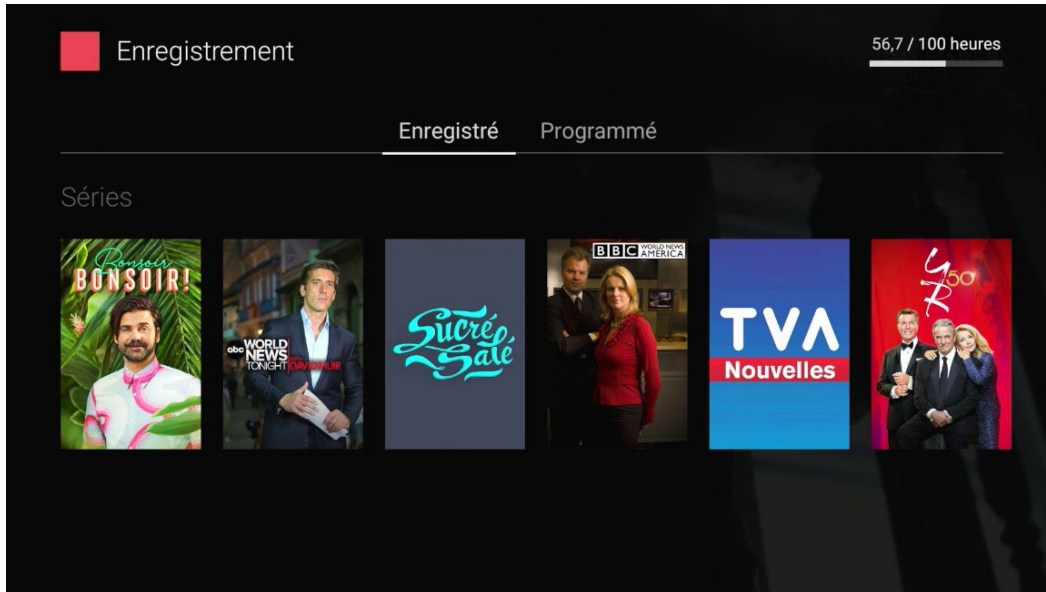 Enregistrement
56,7 / 100 heures
Enregistré
Programmé
Séries
Bonsoir
BONSOIR!
abc WORLD
NEWS
TONIGHT WITH DAVID MUIR
Sucré
Salé
BBC WORLD NEWS
AMERICA
TVA
Nouvelles
Y&R 50